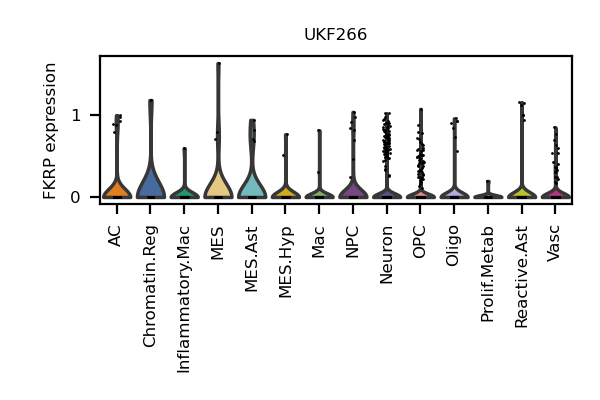 UKF266
FKRP expression
1
0
AC
Chromatin.Reg
Inflammatory.Mac
MES
MES.Ast
MES.Hyp
Mac
NPC
Neuron
OPC
Oligo
Prolif.Metab
Reactive.Ast
Vasc